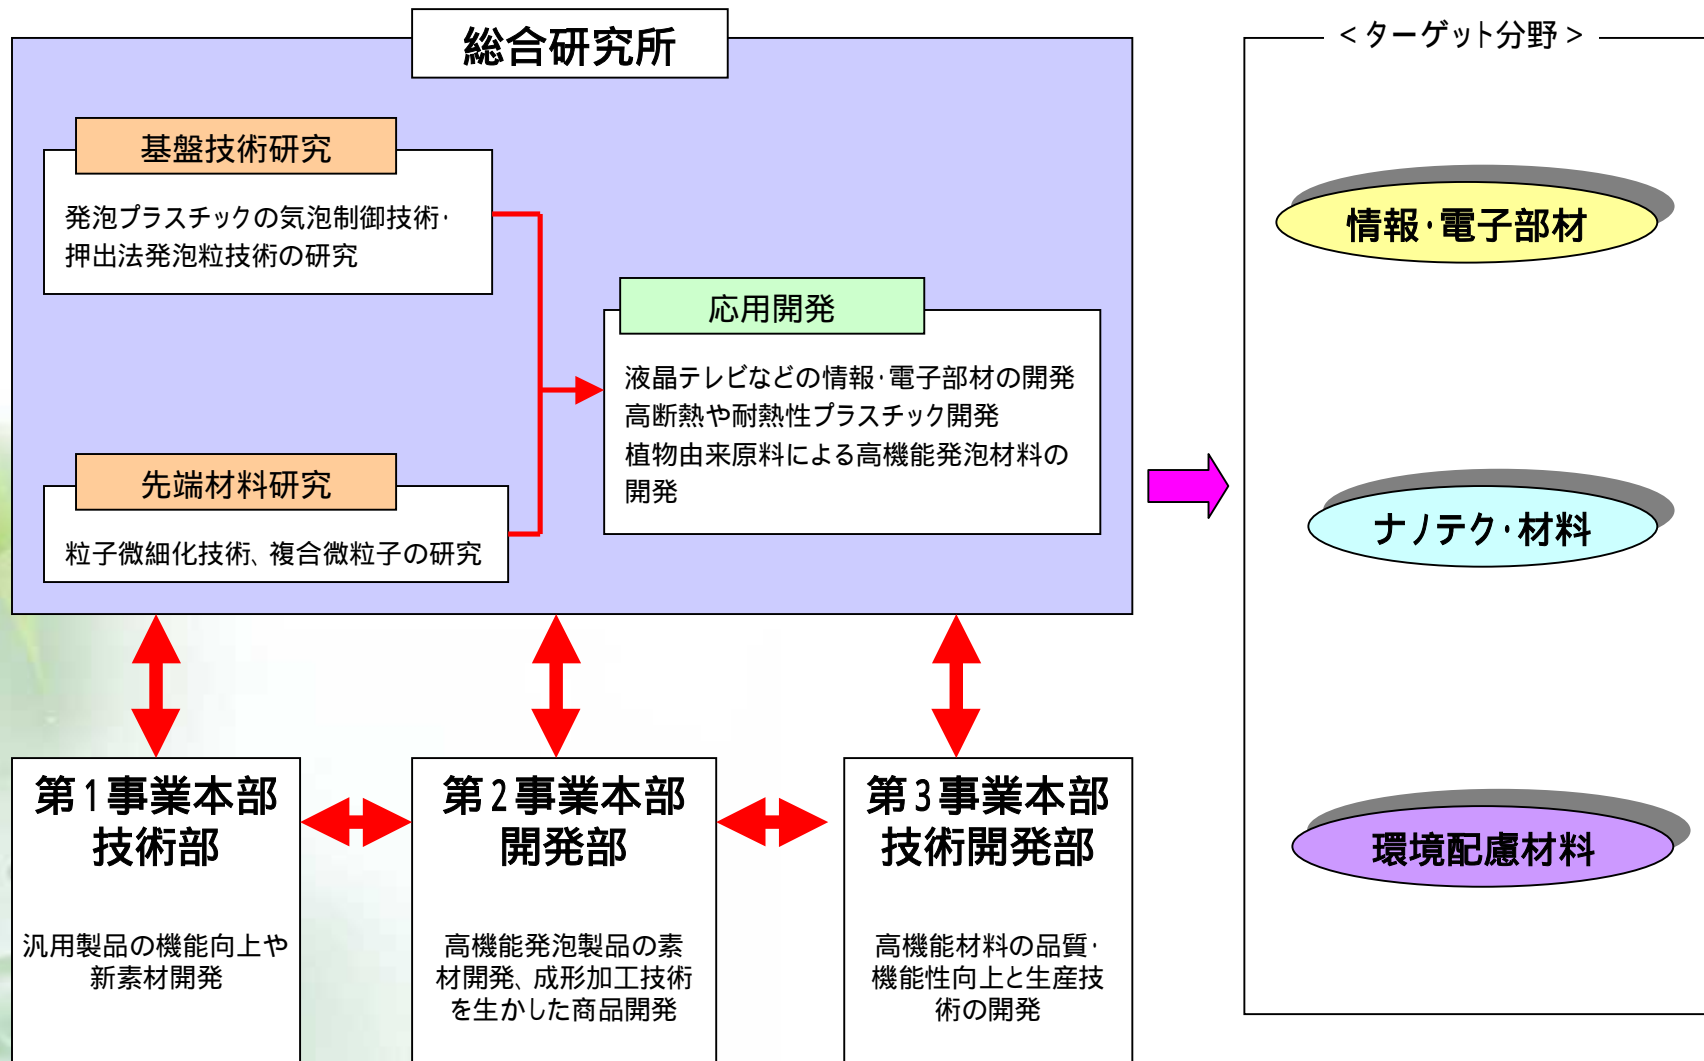 総合研究所
基盤技術研究
発泡プラスチックの気泡制御技術・
押出法発泡粒技術の研究
先端材料研究
粒子微細化技術、複合微粒子の研究
応用開発
液晶テレビなどの情報・電子部材の開発
高断熱や耐熱性プラスチック開発
植物由来原料による高機能発泡材料の
開発
<ターゲット分野>
情報・電子部材
ナノテク・材料
環境配慮材料
第1事業本部
技術部
汎用製品の機能向上や
新素材開発
第2事業本部
開発部
高機能発泡製品の素
材開発、成形加工技術
を生かした商品開発
第3事業本部
技術開発部
高機能材料の品質・
機能性向上と生産技
術の開発